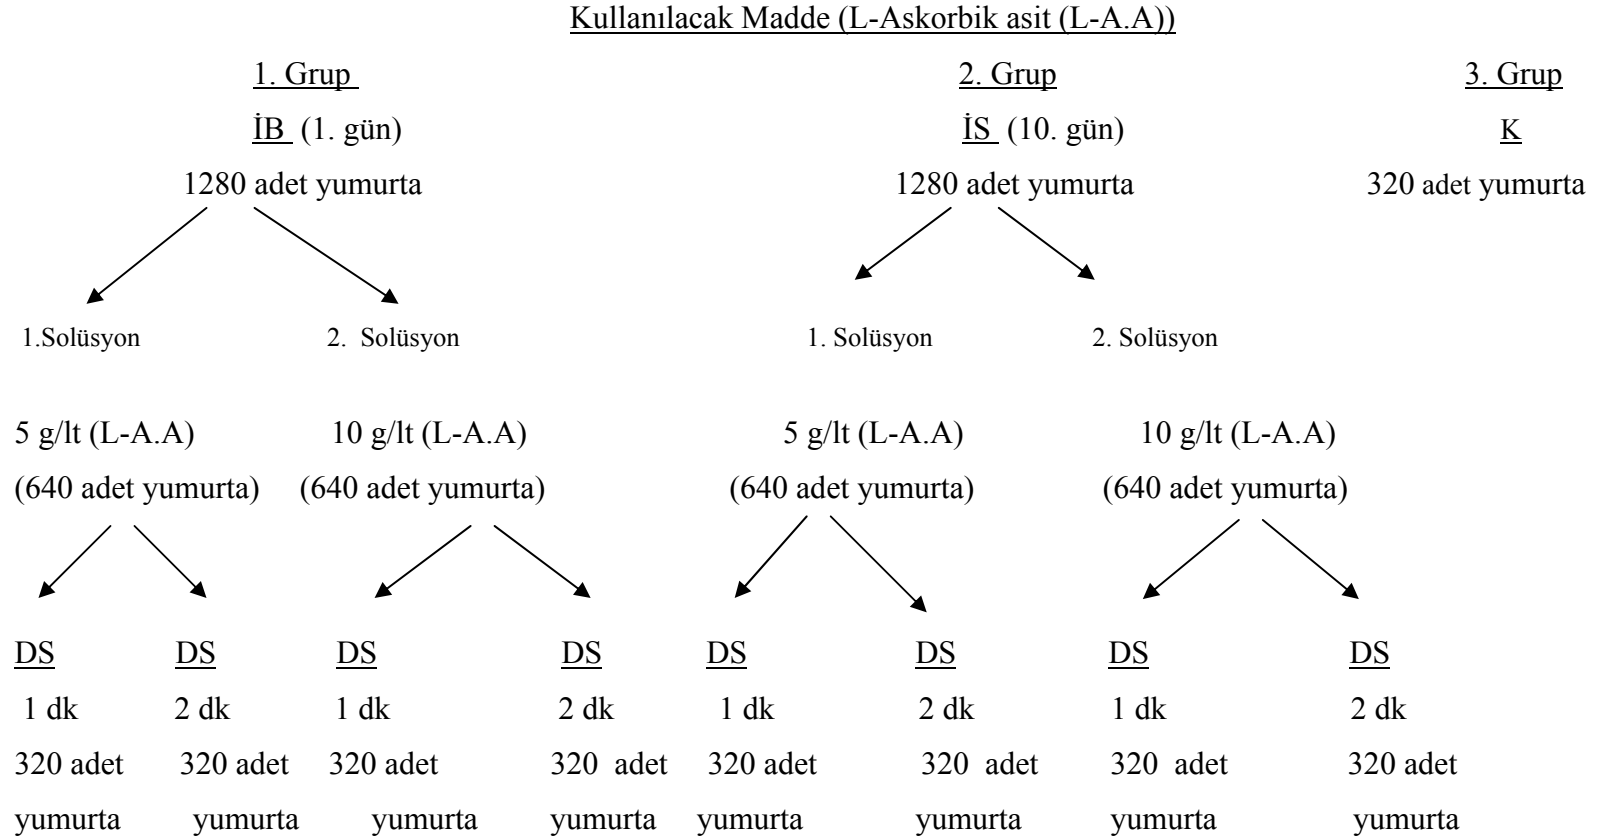 Kullanılacak Madde (L-Askorbik asit (L-A.A))
1. Grup 2. Grup 3. Grup
İB (1. gün) İS (10. gün) K
1280 adet yumurta 1280 adet yumurta 320 adet yumurta
1.Solüsyon 2. Solüsyon 1. Solüsyon 2. Solüsyon
5 g/lt (L-A.A) 10 g/lt (L-A.A) 5 g/lt (L-A.A) 10 g/lt (L-A.A)
(640 adet yumurta) (640 adet yumurta) (640 adet yumurta) (640 adet yumurta)
DS DS DS DS DS DS DS DS
1 dk 2 dk 1 dk 2 dk 1 dk 2 dk 1 dk 2 dk
320 adet 320 adet 320 adet 320 adet 320 adet 320 adet 320 adet 320 adet
yumurta yumurta yumurta yumurta yumurta yumurta yumurta yumurta